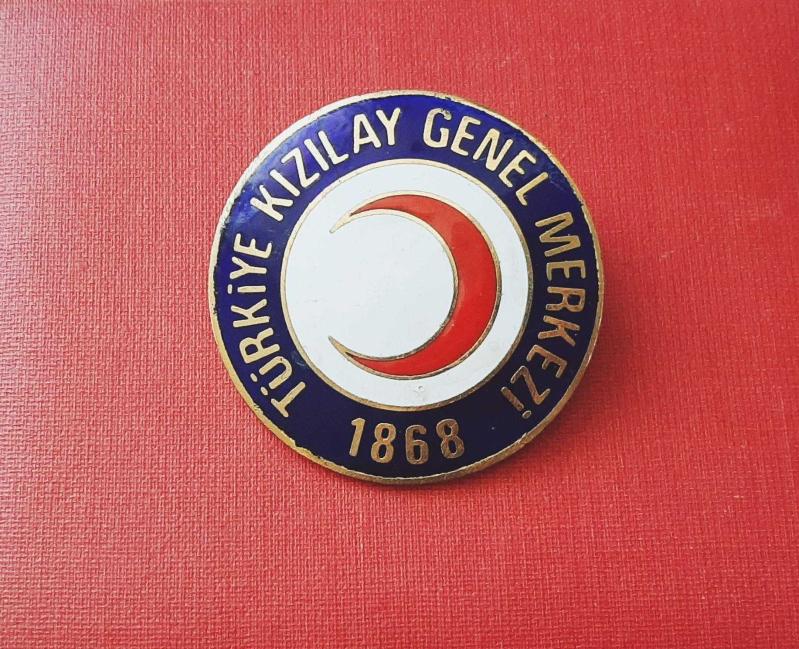 TÜRKİYE KIZILAY GENEL MERKEZİ
1868